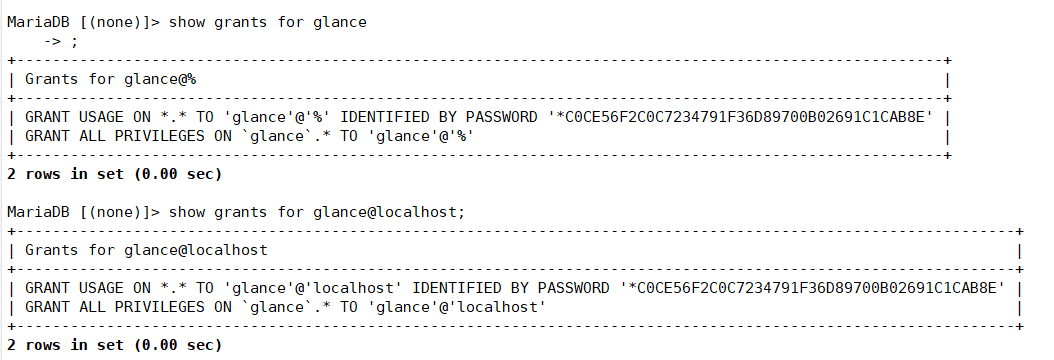 MariaDB [(none)]> show grants for glance
    -> ;
+-------------------------------------------------------------------------------------------------------+
| Grants for glance@%                                                                                   |
+-------------------------------------------------------------------------------------------------------+
| GRANT USAGE ON *.* TO 'glance'@'%' IDENTIFIED BY PASSWORD '*C0CE56F2C0C7234791F36D89700B02691C1CAB8E' |
| GRANT ALL PRIVILEGES ON `glance`.* TO 'glance'@'%'                                                    |
+-------------------------------------------------------------------------------------------------------+
2 rows in set (0.00 sec)
MariaDB [(none)]> show grants for glance@localhost;
+---------------------------------------------------------------------------------------------------------------+
| Grants for glance@localhost                                                                                   |
+---------------------------------------------------------------------------------------------------------------+
| GRANT USAGE ON *.* TO 'glance'@'localhost' IDENTIFIED BY PASSWORD '*C0CE56F2C0C7234791F36D89700B02691C1CAB8E' |
| GRANT ALL PRIVILEGES ON `glance`.* TO 'glance'@'localhost'                                                    |
+---------------------------------------------------------------------------------------------------------------+
2 rows in set (0.00 sec)